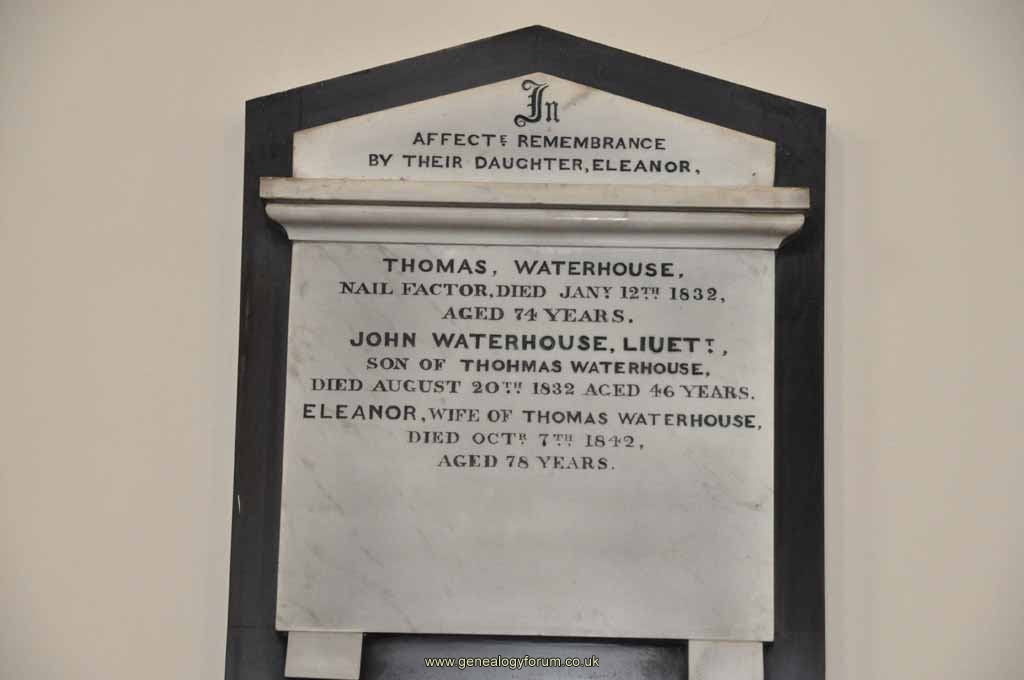 In
AFFECTE REMEMBRANCE
BY THEIR DAUGHTER, ELEANOR,
THOMAS, WATERHOUSE,
NAIL FACTOR, DIED JANY 12TH 1832,
AGED 74 YEARS.
JOHN WATERHOUSE, LIUETT,
SON OF THOHMAS WATERHOUSE,
DIED AUGUST 20TH 1832 AGED 46 YEARS.
ELEANOR, WIFE OF THOMAS WATERHOUSE,
DIED OCTR 7TH 1842,
AGED 78 YEARS.
www.genealogyforum.co.uk